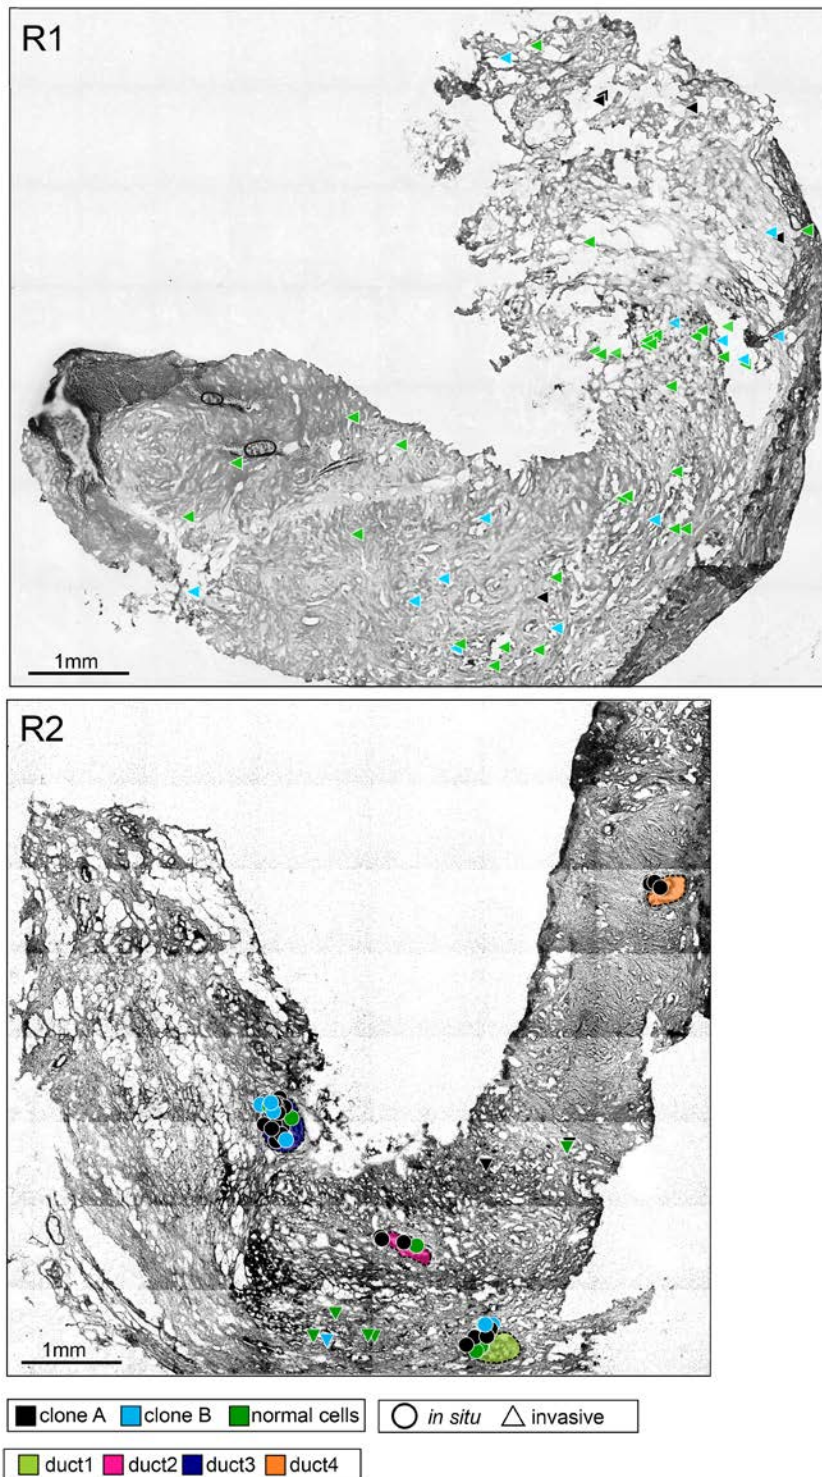 R1
1mm
R2
1mm
clone A clone B normal cells in situ invasive
duct1 duct2 duct3 duct4